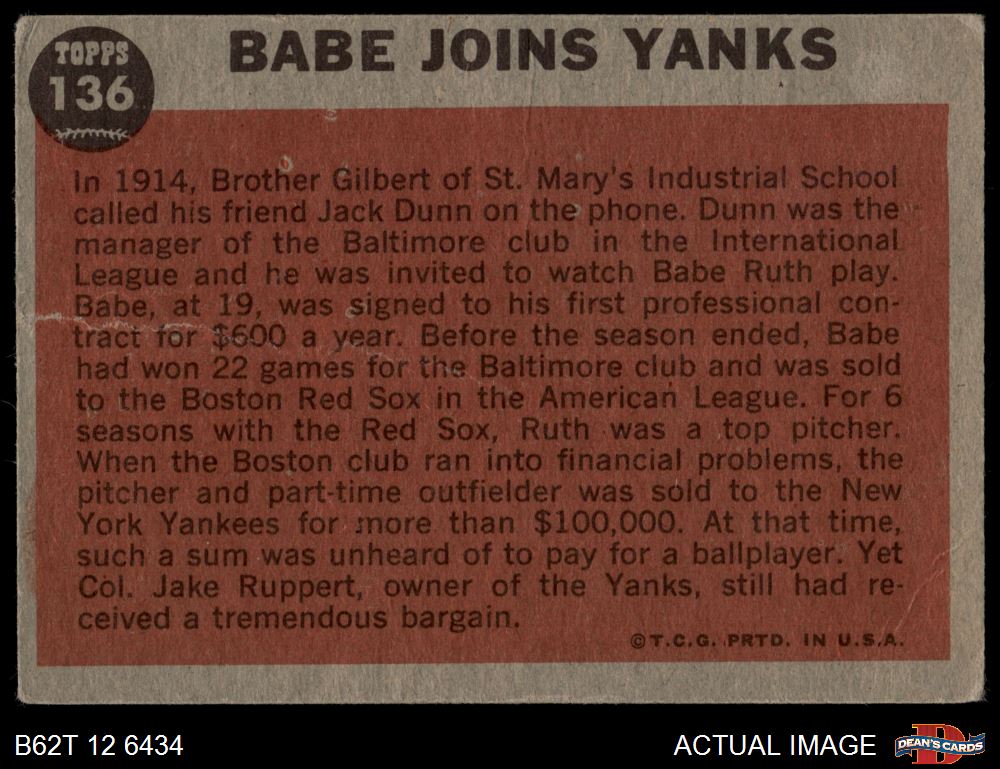 TOPPS
136
BABE JOINS YANKS
In 1914, Brother Gilbert of St. Mary's Industrial School
called his friend Jack Dunn on the phone. Dunn was the
manager of the Baltimore club in the International
League and he was invited to watch Babe Ruth play.
Babe, at 19, was signed to his first professional con-
tract for $600 a year. Before the season ended, Babe
had won 22 games for the Baltimore club and was sold
to the Boston Red Sox in the American League. For 6
seasons with the Red Sox, Ruth was a top pitcher.
When the Boston club ran into financial problems, the
pitcher and part-time outfielder was sold to the New
York Yankees for more than $100,000. At that time,
such a sum was unheard of to pay for a ballplayer. Yet
Col. Jake Ruppert, owner of the Yanks, still had re-
ceived a tremendous bargain.
©T.C.G. PRTD. IN U.S.A.
B62T 12 6434
ACTUAL IMAGE
D
DEAN'S CARDS